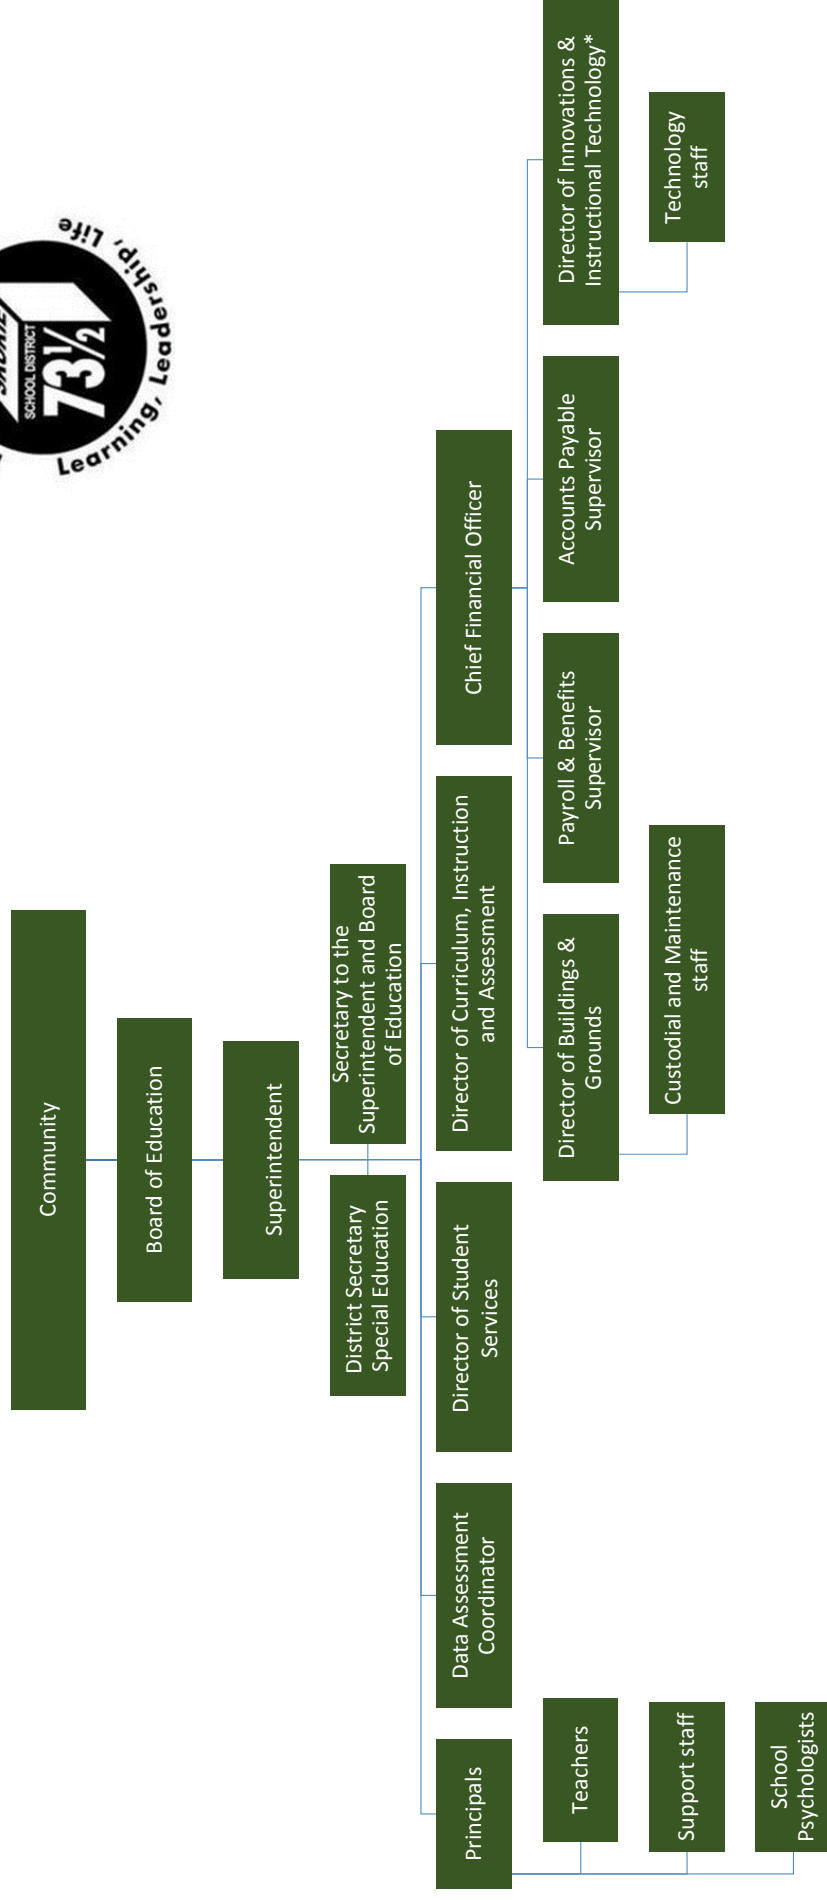 SCHOOL DISTRICT
73½
Learning, Leadership, Life
Community
Board of Education
Superintendent
District Secretary
Special Education
Secretary to the
Superintendent and Board
of Education
Principals
Data Assessment
Coordinator
Director of Student
Services
Director of Curriculum, Instruction
and Assessment
Chief Financial Officer
Teachers
Support staff
School
Psychologists
Director of Buildings &
Grounds
Payroll & Benefits
Supervisor
Accounts Payable
Supervisor
Director of Innovations &
Instructional Technology*
Custodial and Maintenance
staff
Technology
staff